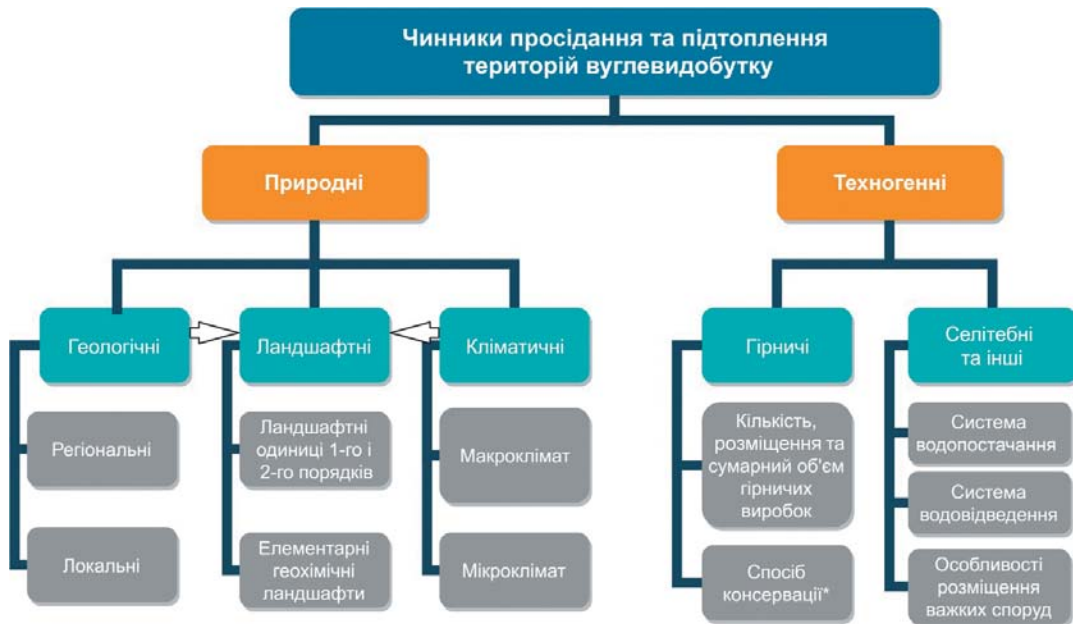 Чинники просідання та підтоплення
територій вуглевидобутку
Природні
Техногенні
Геологічні
Ландшафтні
Кліматичні
Гірничі
Селітебні
та інші
Регіональні
Локальні
Ландшафтні
одиниці 1-го і
2-го порядків
Елементарні
геохімічні
ландшафти
Макроклімат
Мікроклімат
Кількість,
розміщення та
сумарний об'єм
гірничих
виробок
Спосіб
консервації*
Система
водопостачання
Система
водовідведення
Особливості
розміщення
важких споруд